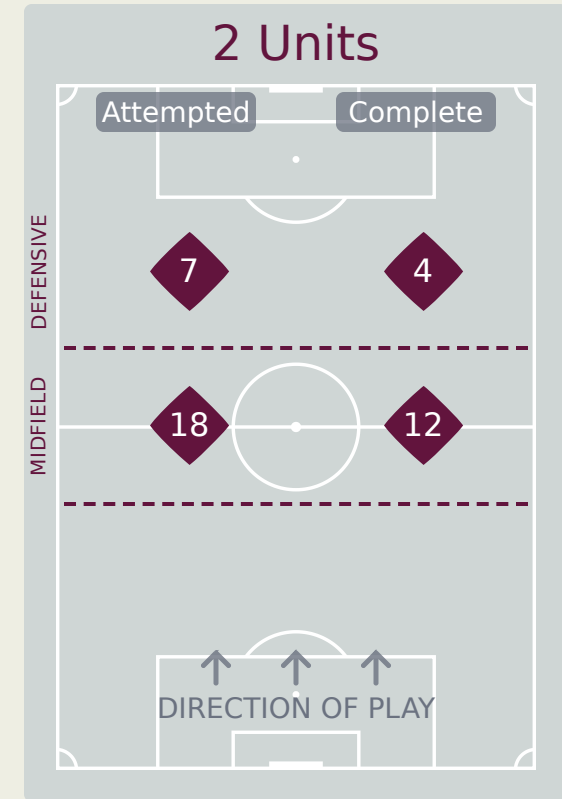 2 Units
Attempted Complete
DEFENSIVE
7 4
MIDFIELD
18 12
DIRECTION OF PLAY